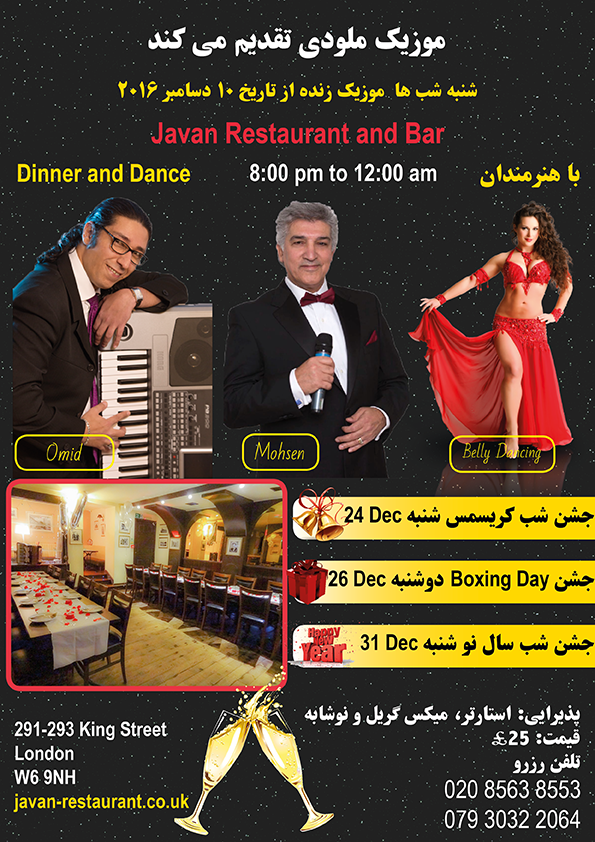 موزیک ملودی تقدیم می کند
شنبه شب ها موزیک زنده از تاریخ ۱۰ دسامبر ۲۰۱۶
Javan Restaurant and Bar
Dinner and Dance
8:00 pm to 12:00 am
با هنرمندان
Omid
Mohsen
Belly Dancing
جشن شب کریسمس شنبه 24 Dec
جشن Boxing Day دوشنبه 26 Dec
Happy New Year
جشن شب سال نو شنبه 31 Dec
291-293 King Street
London
W6 9NH
javan-restaurant.co.uk
پذیرایی: استارتر، میکس گریل و نوشابه
قیمت: 25£
تلفن رزرو
020 8563 8553
079 3032 2064